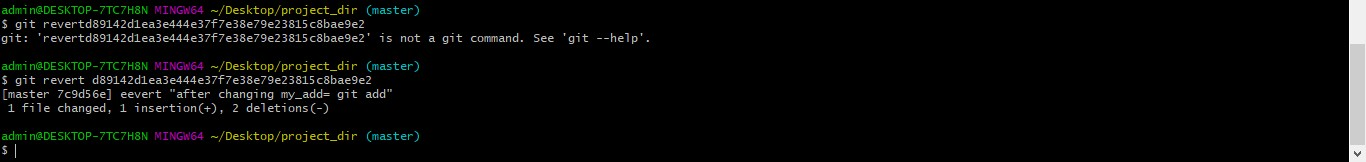 admin@DESKTOP-7TC7H8N MINGW64 ~/Desktop/project_dir (master)
$ git revertd89142d1ea3e444e37f7e38e79e23815c8bae9e2
git: 'revertd89142d1ea3e444e37f7e38e79e23815c8bae9e2' is not a git command. See 'git --help'.
admin@DESKTOP-7TC7H8N MINGW64 ~/Desktop/project_dir (master)
$ git revert d89142d1ea3e444e37f7e38e79e23815c8bae9e2
[master 7c9d56e] eevert "after changing my_add= git add"
1 file changed, 1 insertion(+), 2 deletions(-)
admin@DESKTOP-7TC7H8N MINGW64 ~/Desktop/project_dir (master)
$